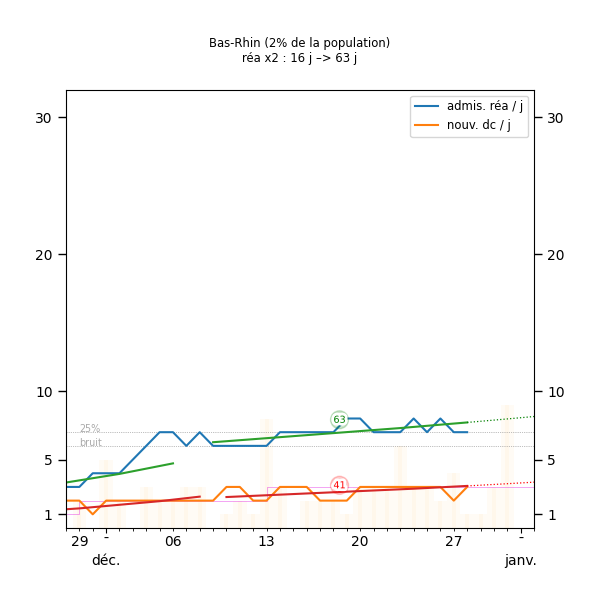 Bas-Rhin (2% de la population)
réa x2 : 16 j –> 63 j
admis. réa / j
nouv. dc / j
30
30
20
20
10
10
63
25%
bruit
5
5
41
1
1
29
-
06
13
20
27
-
déc.
janv.